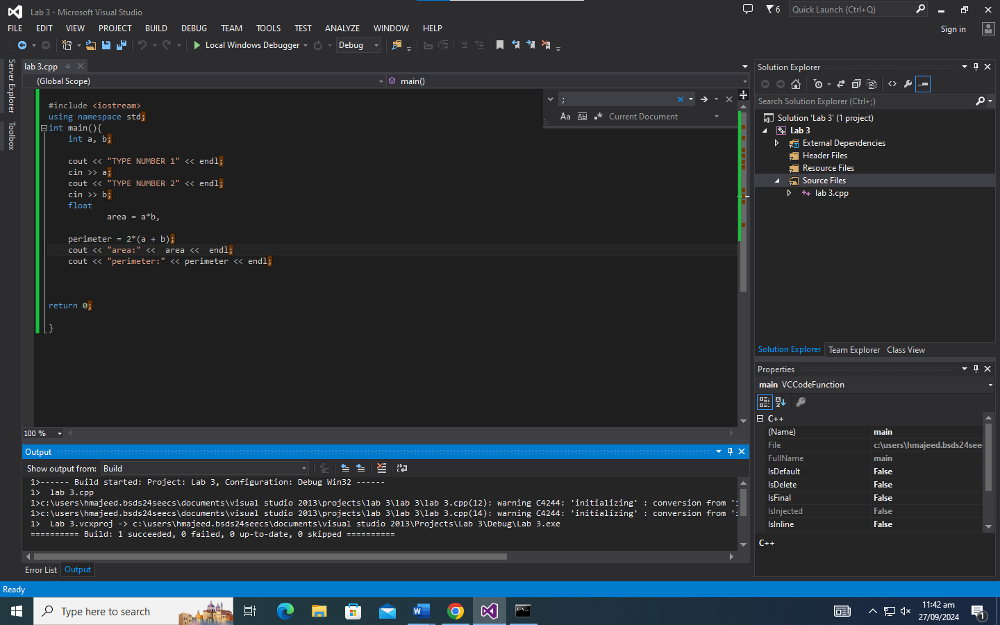 Lab 3 - Microsoft Visual Studio
6
Quick Launch (Ctrl+Q)
FILE EDIT VIEW PROJECT BUILD DEBUG TEAM TOOLS TEST ANALYZE WINDOW HELP
Sign in
Local Windows Debugger
Debug
Server Explorer
Toolbox
lab 3.cpp
(Global Scope)
main()
;
Aa Ab Current Document
#include <iostream>
using namespace std;
int main(){
int a, b;
cout << "TYPE NUMBER 1" << endl;
cin >> a;
cout << "TYPE NUMBER 2" << endl;
cin >> b;
float
area = a*b,
perimeter = 2*(a + b);
cout << "area:" <<  area <<  endl;
cout << "perimeter:" << perimeter << endl;
return 0;
}
100 %
Solution Explorer
Search Solution Explorer (Ctrl+;)
Solution 'Lab 3' (1 project)
Lab 3
External Dependencies
Header Files
Resource Files
Source Files
lab 3.cpp
Solution Explorer Team Explorer Class View
Properties
main VCCodeFunction
C++
(Name) main
File c:\users\hmajeed.bsds24see
FullName main
IsDefault False
IsDelete False
IsFinal False
IsInjected False
IsInline False
C++
Output
Show output from: Build
1>------ Build started: Project: Lab 3, Configuration: Debug Win32 ------
1>  lab 3.cpp
1>c:\users\hmajeed.bsds24seecs\documents\visual studio 2013\projects\lab 3\lab 3\lab 3.cpp(12): warning C4244: 'initializing' : conversion from
1>c:\users\hmajeed.bsds24seecs\documents\visual studio 2013\projects\lab 3\lab 3\lab 3.cpp(14): warning C4244: 'initializing' : conversion from
1>  Lab 3.vcxproj -> c:\users\hmajeed.bsds24seecs\documents\visual studio 2013\Projects\Lab 3\Debug\Lab 3.exe
========== Build: 1 succeeded, 0 failed, 0 up-to-date, 0 skipped ==========
Error List Output
Ready
Type here to search
11:42 am
27/09/2024
1